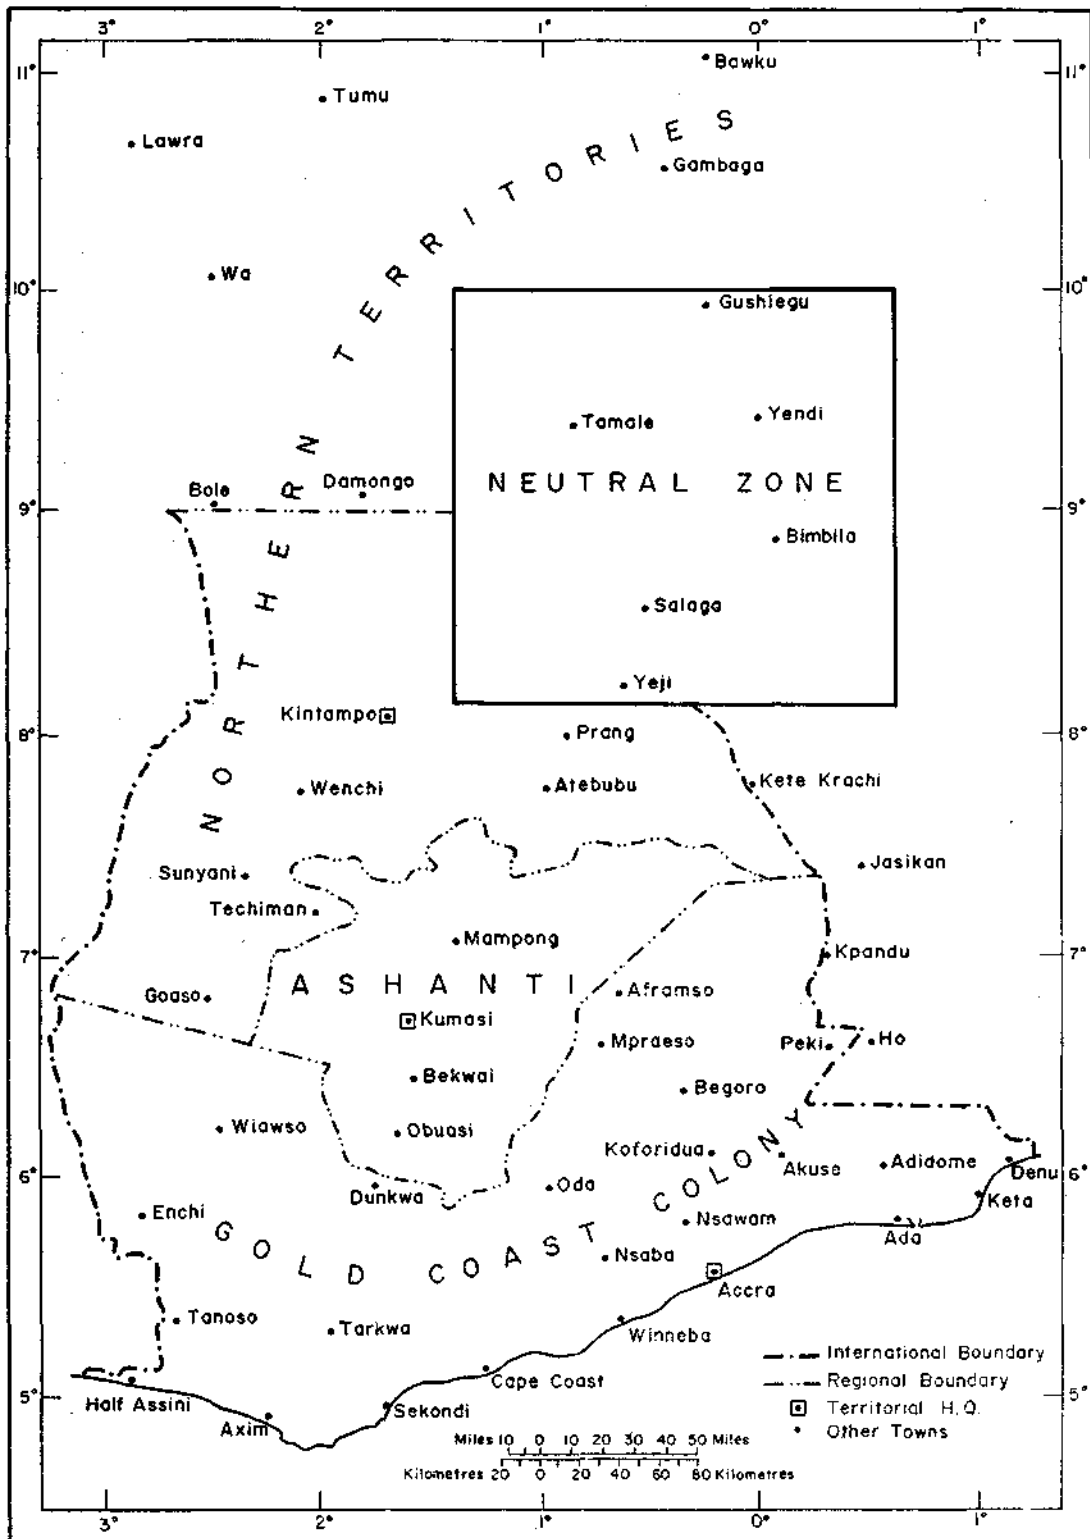 3° 2° 1° 0° 1°
11° 11°
Bawku
Tumu
Lawra
NORTHERN TERRITORIES
Gambaga
Wa
10° 10°
Gushiegu
Tamale
Yendi
NEUTRAL ZONE
Bole
Damongo
9° 9°
Bimbila
Salaga
Yeji
Kintampo
Prang
8° 8°
Wenchi
Atebubu
Kete Krachi
Sunyani
Jasikan
Techiman
Mampong
7° 7°
Kpandu
ASHANTI
Goaso
Aframso
Kumasi
Mpraeso
Peki
Ho
Bekwai
Begoro
Wiawso
Obuasi
Koforidua
Akuse
Adidome
Denu
6° 6°
Dunkwa
Oda
Keta
Enchi
Nsawam
Ada
GOLD COAST COLONY
Nsaba
Accra
Tanoso
Tarkwa
Winneba
Cape Coast
Half Assini
Sekondi
Axim
5° 5°
International Boundary
Regional Boundary
Territorial H.Q.
Other Towns
Miles 10 0 10 20 30 40 50 Miles
Kilometres 20 0 20 40 60 80 Kilometres
3° 2° 1° 0° 1°